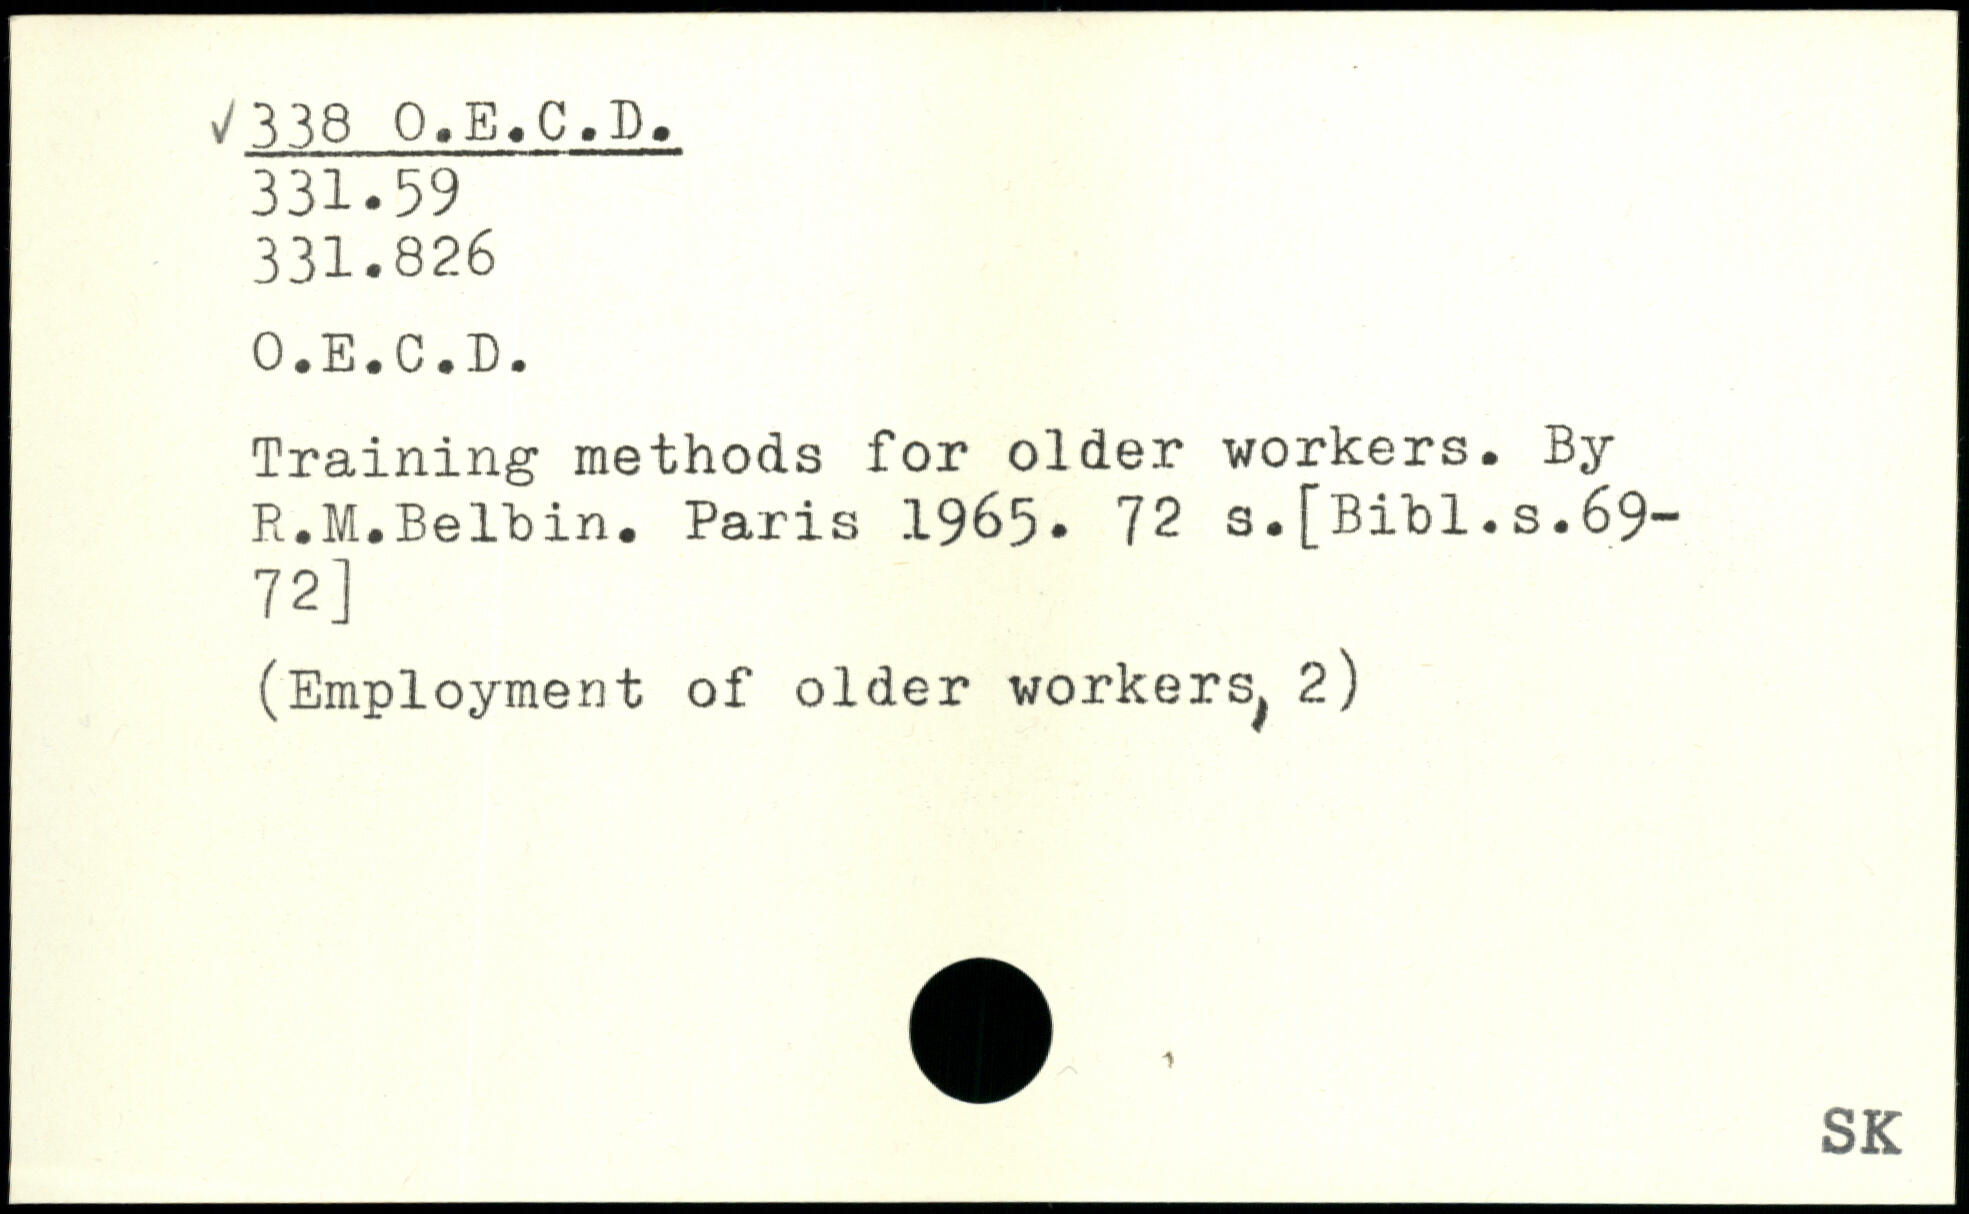 ✓338 O.E.C.D.
331.59
331.826
O.E.C.D.
Training methods for older workers. By
R.M.Belbin. Paris 1965. 72 s.[Bibl.s.69-
72]
(Employment of older workers, 2)
SK